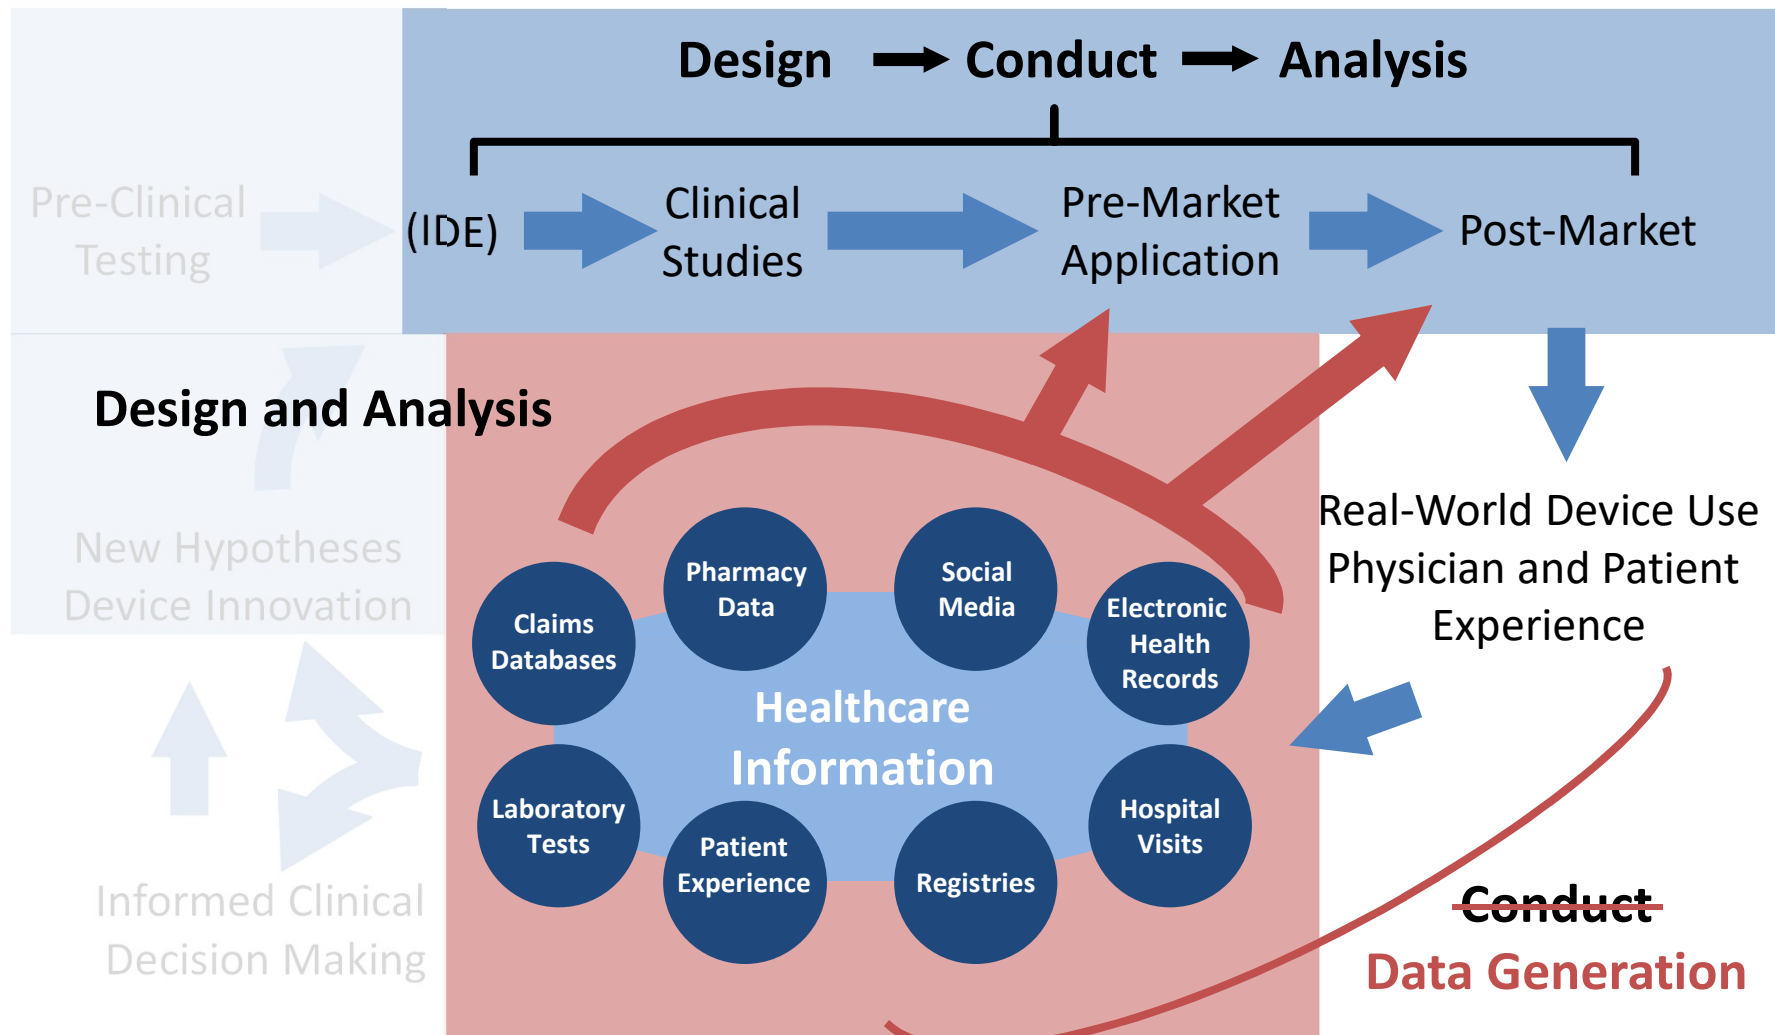 Design Conduct Analysis
Pre-Clinical
Testing
(IDE)
Clinical
Studies
Pre-Market
Application
Post-Market
Design and Analysis
New Hypotheses
Device Innovation
Informed Clinical
Decision Making
Claims
Databases
Pharmacy
Data
Social
Media
Electronic
Health
Records
Healthcare
Information
Laboratory
Tests
Patient
Experience
Registries
Hospital
Visits
Real-World Device Use
Physician and Patient
Experience
Conduct
Data Generation